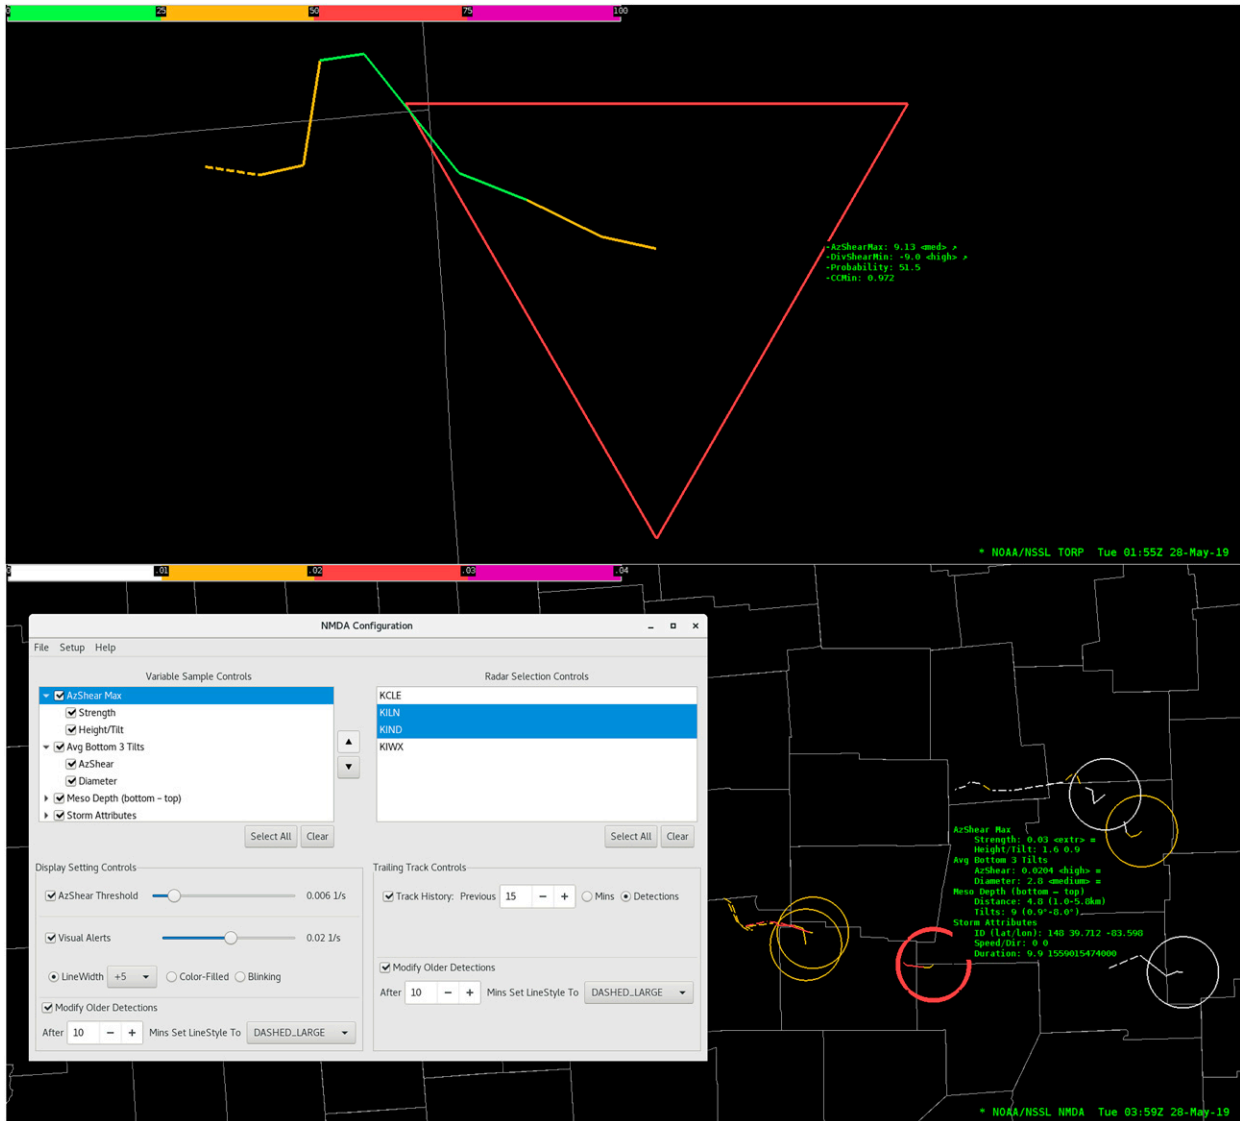 0 25 50 75 100
-AzShearMax: 9.13 <med> ↗
-DivShearMin: -9.0 <high> ↗
-Probability: 51.5
-CCMin: 0.972
* NOAA/NSSL TORP Tue 01:55Z 28-May-19
.01 .02 .03 .04
NMDA Configuration
File Setup Help
Variable Sample Controls
AzShear Max
Strength
Height/Tilt
Avg Bottom 3 Tilts
AzShear
Diameter
Meso Depth (bottom – top)
Storm Attributes
Select All Clear
Radar Selection Controls
KCLE
KILN
KIND
KIWX
Select All Clear
Display Setting Controls
AzShear Threshold 0.006 1/s
Visual Alerts 0.02 1/s
LineWidth +5 Color-Filled Blinking
Modify Older Detections
After 10 − + Mins Set LineStyle To DASHED_LARGE
Trailing Track Controls
Track History: Previous 15 − + Mins Detections
Modify Older Detections
After 10 − + Mins Set LineStyle To DASHED_LARGE
AzShear Max
Strength: 0.03 <extr> =
Height/Tilt: 1.6 0.9
Avg Bottom 3 Tilts
AzShear: 0.0204 <high> =
Diameter: 2.8 <medium> =
Meso Depth (bottom – top)
Distance: 4.8 (1.0-5.8km)
Tilts: 9 (0.9°-8.0°)
Storm Attributes
ID (lat/lon): 148 39.712 -83.598
Speed/Dir: 0 0
Duration: 9.9 1559015474000
* NOAA/NSSL NMDA Tue 03:59Z 28-May-19